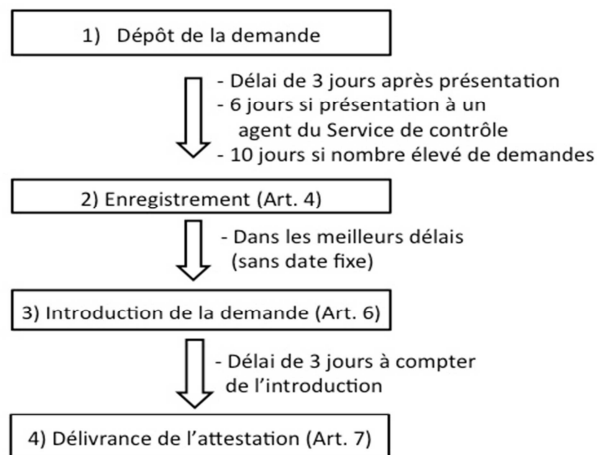 1) Dépôt de la demande
- Délai de 3 jours après présentation
- 6 jours si présentation à un
agent du Service de contrôle
- 10 jours si nombre élevé de demandes
2) Enregistrement (Art. 4)
- Dans les meilleurs délais
(sans date fixe)
3) Introduction de la demande (Art. 6)
- Délai de 3 jours à compter
de l'introduction
4) Délivrance de l'attestation (Art. 7)